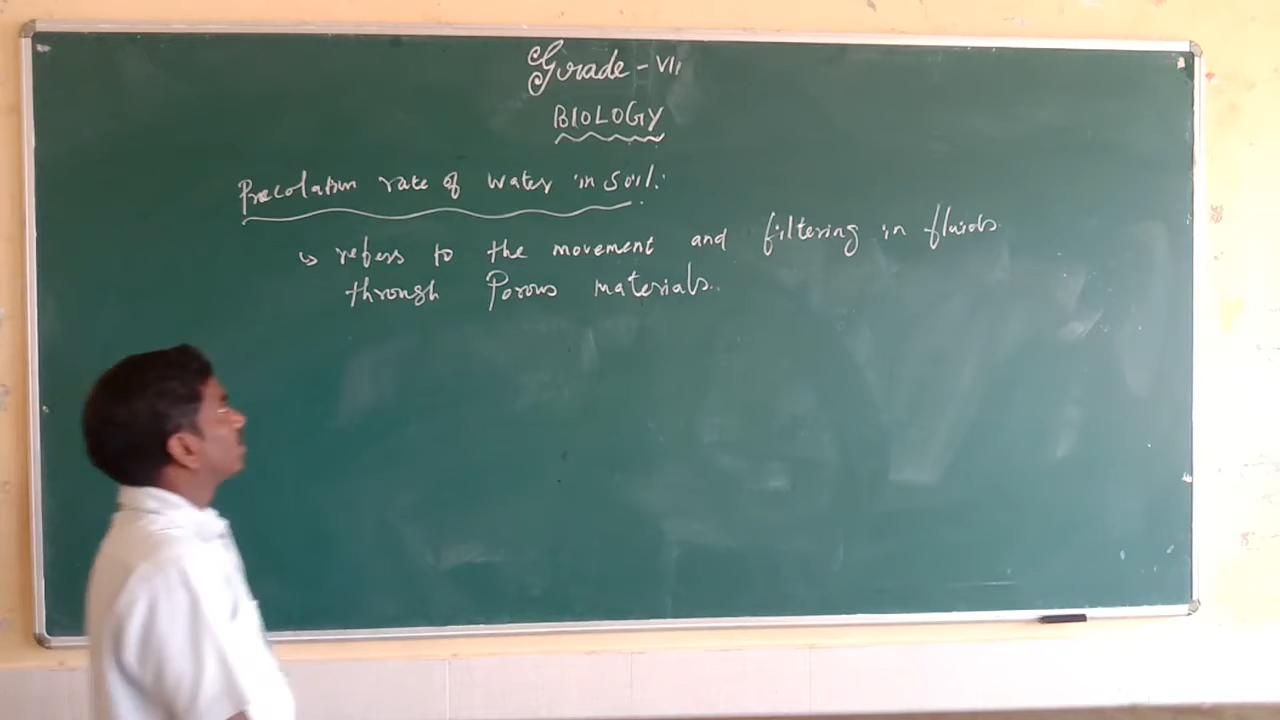 Grade - VII
BIOLOGY
Precolation rate of water in soil:
↳ refers to the movement and filtering in fluids
through Porous materials..